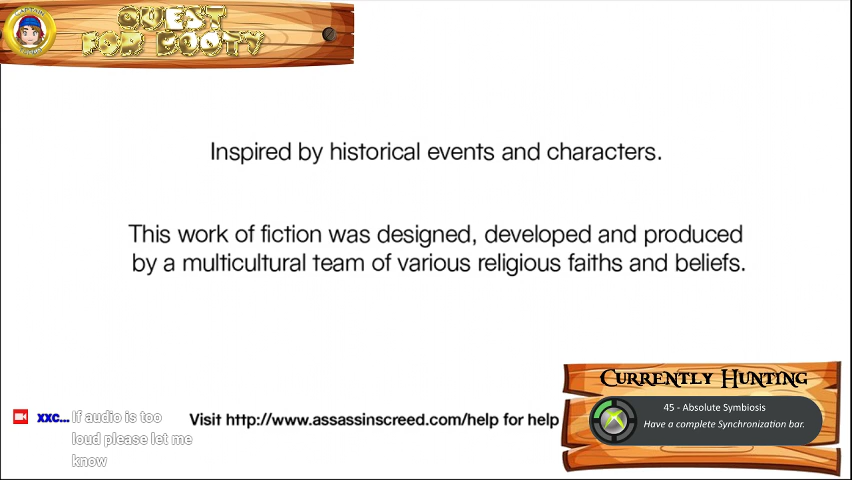 QUEST
FOR BOOTY
Inspired by historical events and characters.
This work of fiction was designed, developed and produced
by a multicultural team of various religious faiths and beliefs.
Currently Hunting
45 - Absolute Symbiosis
Have a complete Synchronization bar.
xxc... If audio is too
loud please let me
know
Visit http://www.assassinscreed.com/help for help